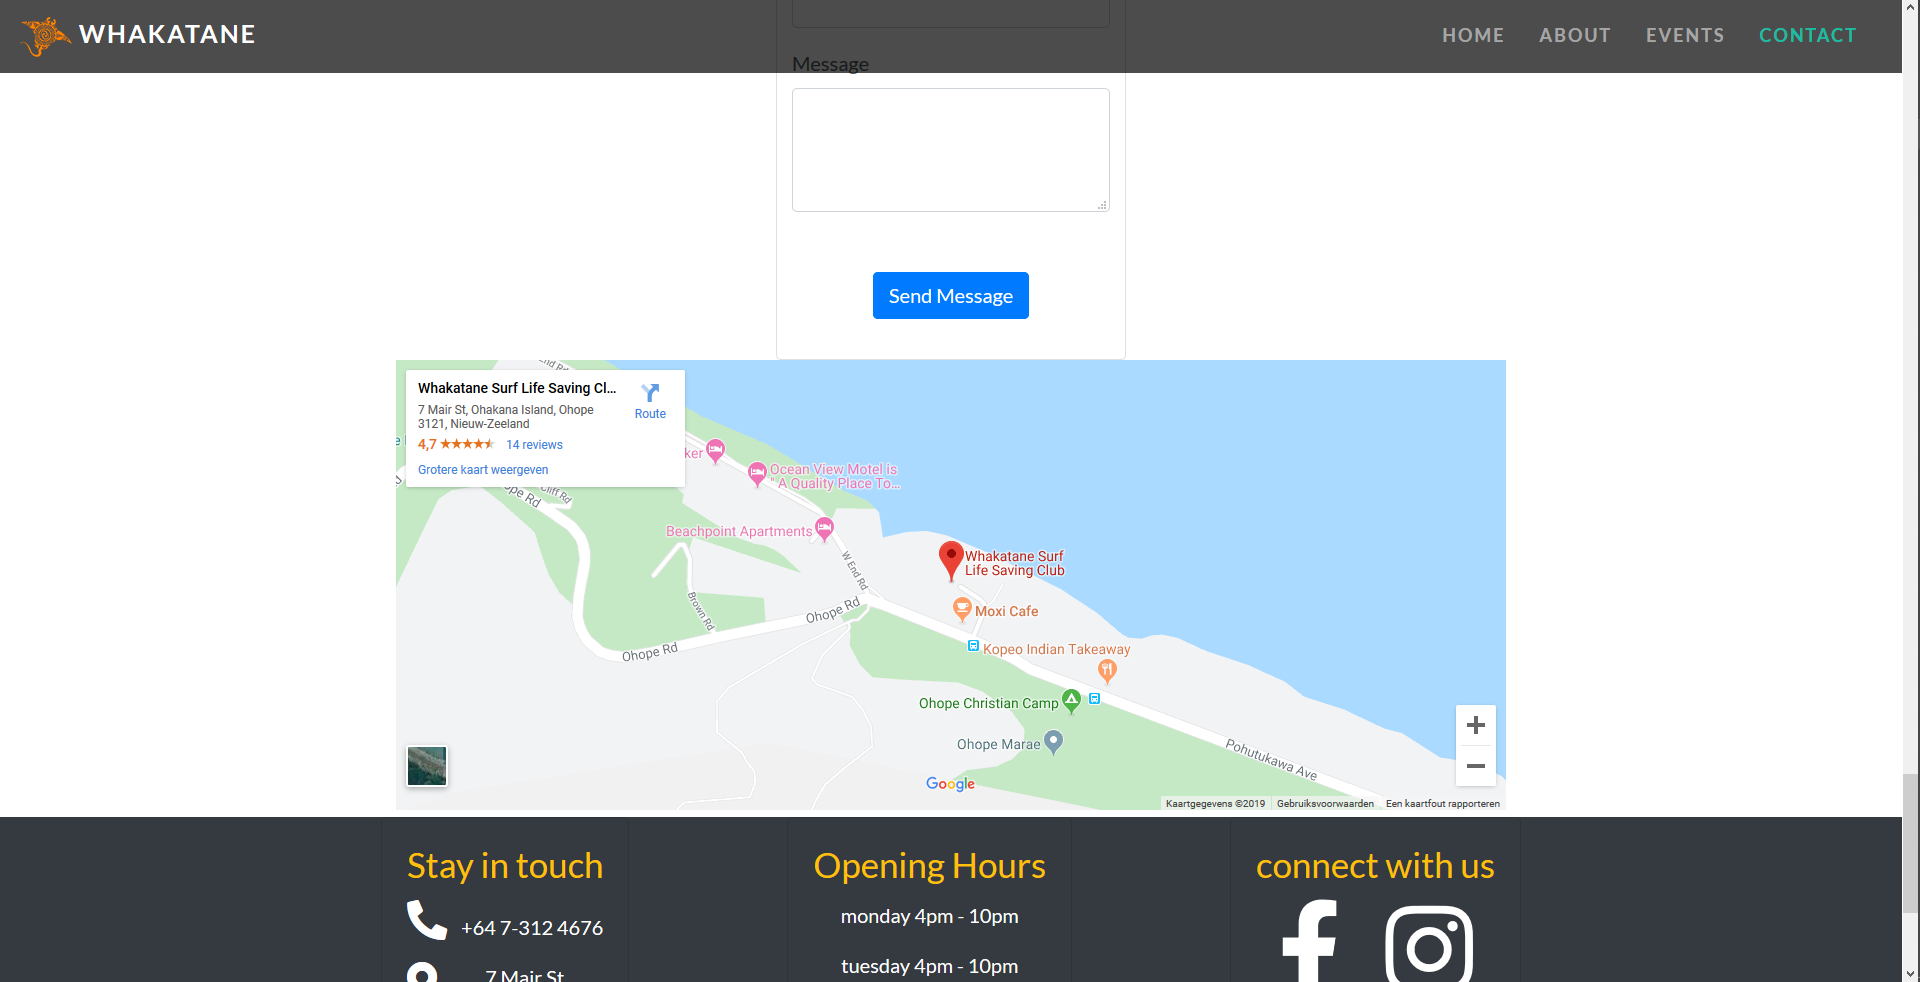 WHAKATANE
HOME
ABOUT
EVENTS
CONTACT
Message
Send Message
Whakatane Surf Life Saving Cl...
7 Mair St, Ohakana Island, Ohope
3121, Nieuw-Zeeland
4,7
14 reviews
Grotere kaart weergeven
Route
End Rd
ker
Ocean View Motel is
" A Quality Place To...
Cliff Rd
ope Rd
Beachpoint Apartments
W End Rd
Whakatane Surf
Life Saving Club
Brown Rd
Ohope Rd
Moxi Cafe
Ohope Rd
Kopeo Indian Takeaway
Ohope Christian Camp
Ohope Marae
Pohutukawa Ave
Google
Kaartgegevens ©2019
Gebruiksvoorwaarden
Een kaartfout rapporteren
Stay in touch
+64 7-312 4676
7 Mair St
Opening Hours
monday 4pm - 10pm
tuesday 4pm - 10pm
connect with us